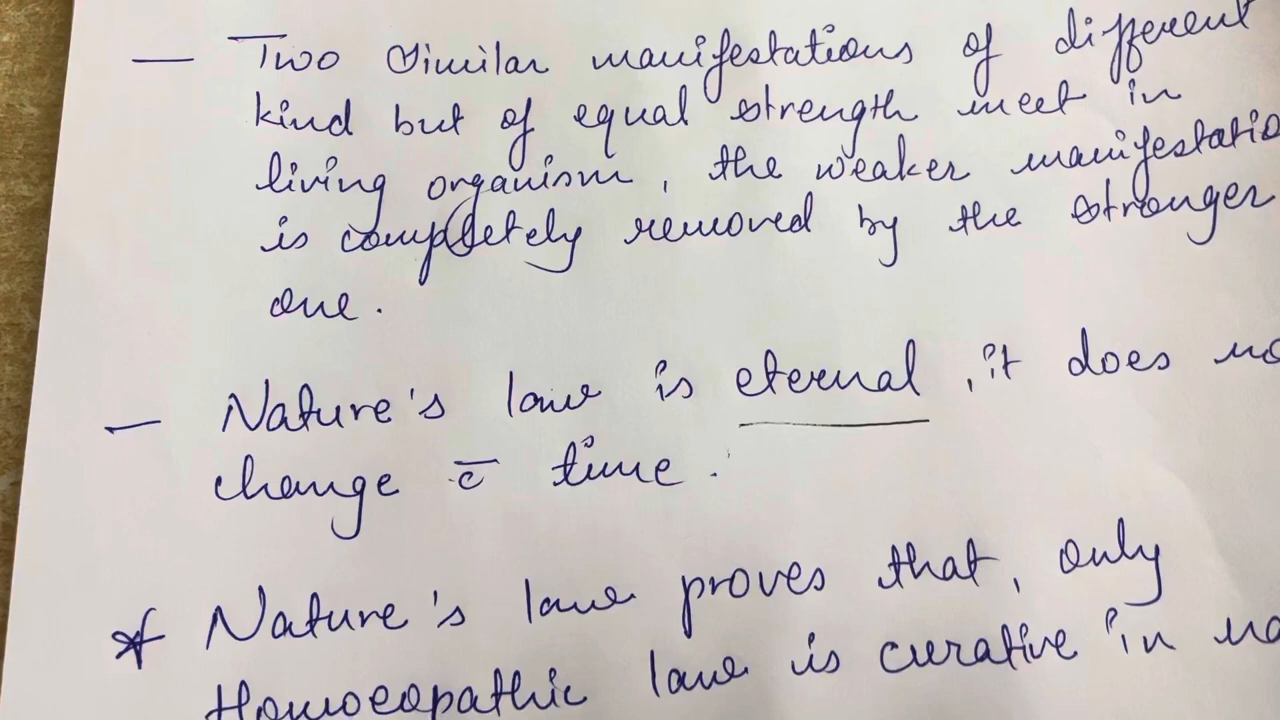 — Two similar manifestations of different
kind but of equal strength meet in
living organism, the weaker manifestatio
is completely removed by the stronger
one.
— Nature's law is eternal, it does no
change c̄ time.
* Nature's law proves that, only
Homoeopathic law is curative in na